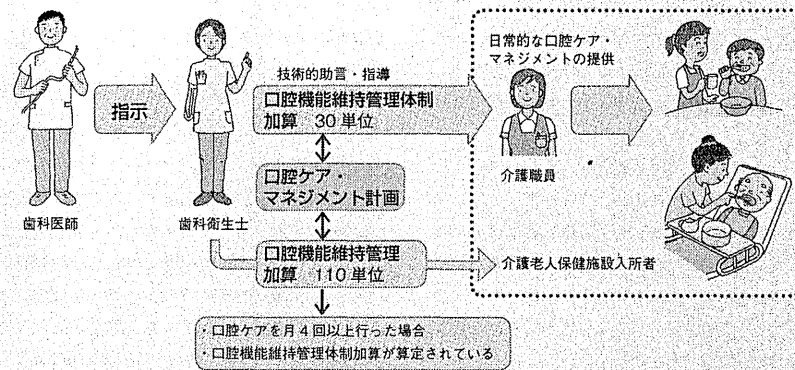 歯科医師
指示
歯科衛生士
技術的助言・指導
口腔機能維持管理体制
加算 30単位
口腔ケア・
マネジメント計画
口腔機能維持管理
加算 110単位
・口腔ケアを月4回以上行った場合
・口腔機能維持管理体制加算が算定されている
日常的な口腔ケア・
マネジメントの提供
介護職員
介護老人保健施設入所者